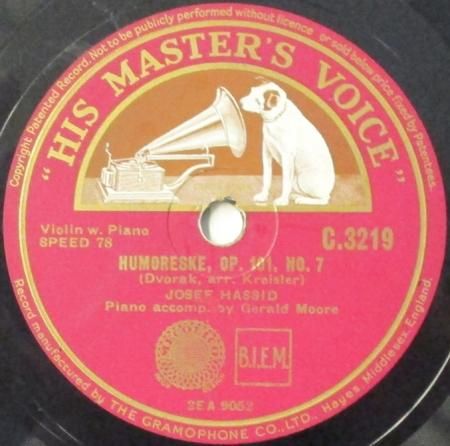 Copyright Patented Record. Not to be publicly performed without licence or sold below price fixed by Patentees.
"HIS MASTER'S VOICE"
Violin w. Piano
SPEED 78
C.3219
HUMORESKE, OP. 101, NO. 7
(Dvorak, arr. Kreisler)
JOSEF HASSID
Piano accomp. by Gerald Moore
B.I.E.M.
2EA 9053
Record manufactured by THE GRAMOPHONE CO., LTD., Hayes, Middlesex, England.